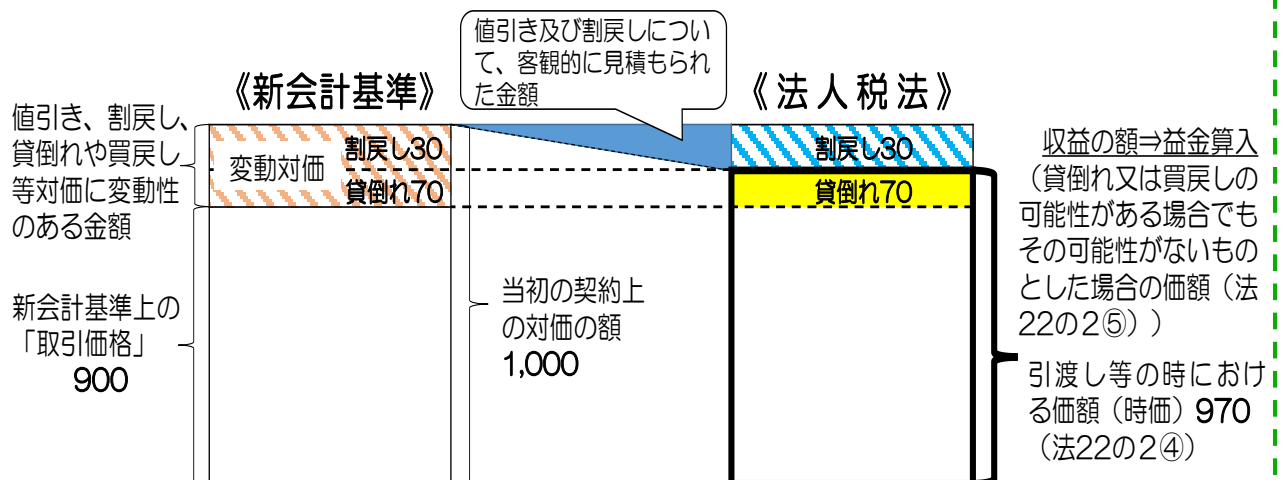 値引き及び割戻しについ
て、客観的に見積もられ
た金額
《新会計基準》
《法人税法》
値引き、割戻し、
貸倒れや買戻し
等対価に変動性
のある金額
変動対価
割戻し30
貸倒れ70
新会計基準上の
「取引価格」
900
当初の契約上
の対価の額
1,000
割戻し30
貸倒れ70
収益の額⇒益金算入
（貸倒れ又は買戻しの
可能性がある場合でも
その可能性がないもの
とした場合の価額（法
22の2⑤））
引渡し等の時におけ
る価額（時価）970
（法22の2④）